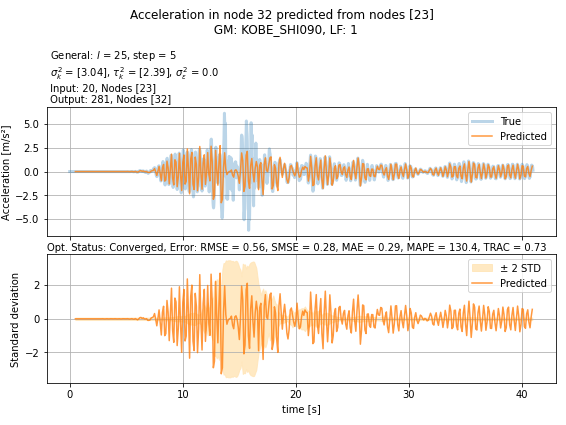 Acceleration in node 32 predicted from nodes [23]
GM: KOBE_SHI090, LF: 1
General: l = 25, step = 5
σ²ₖ = [3.04], τ²ₖ = [2.39], σ²ε = 0.0
Input: 20, Nodes [23]
Output: 281, Nodes [32]
Acceleration [m/s²]
5.0
2.5
0.0
−2.5
−5.0
True
Predicted
Opt. Status: Converged, Error: RMSE = 0.56, SMSE = 0.28, MAE = 0.29, MAPE = 130.4, TRAC = 0.73
Standard deviation
2
0
−2
± 2 STD
Predicted
0 10 20 30 40
time [s]